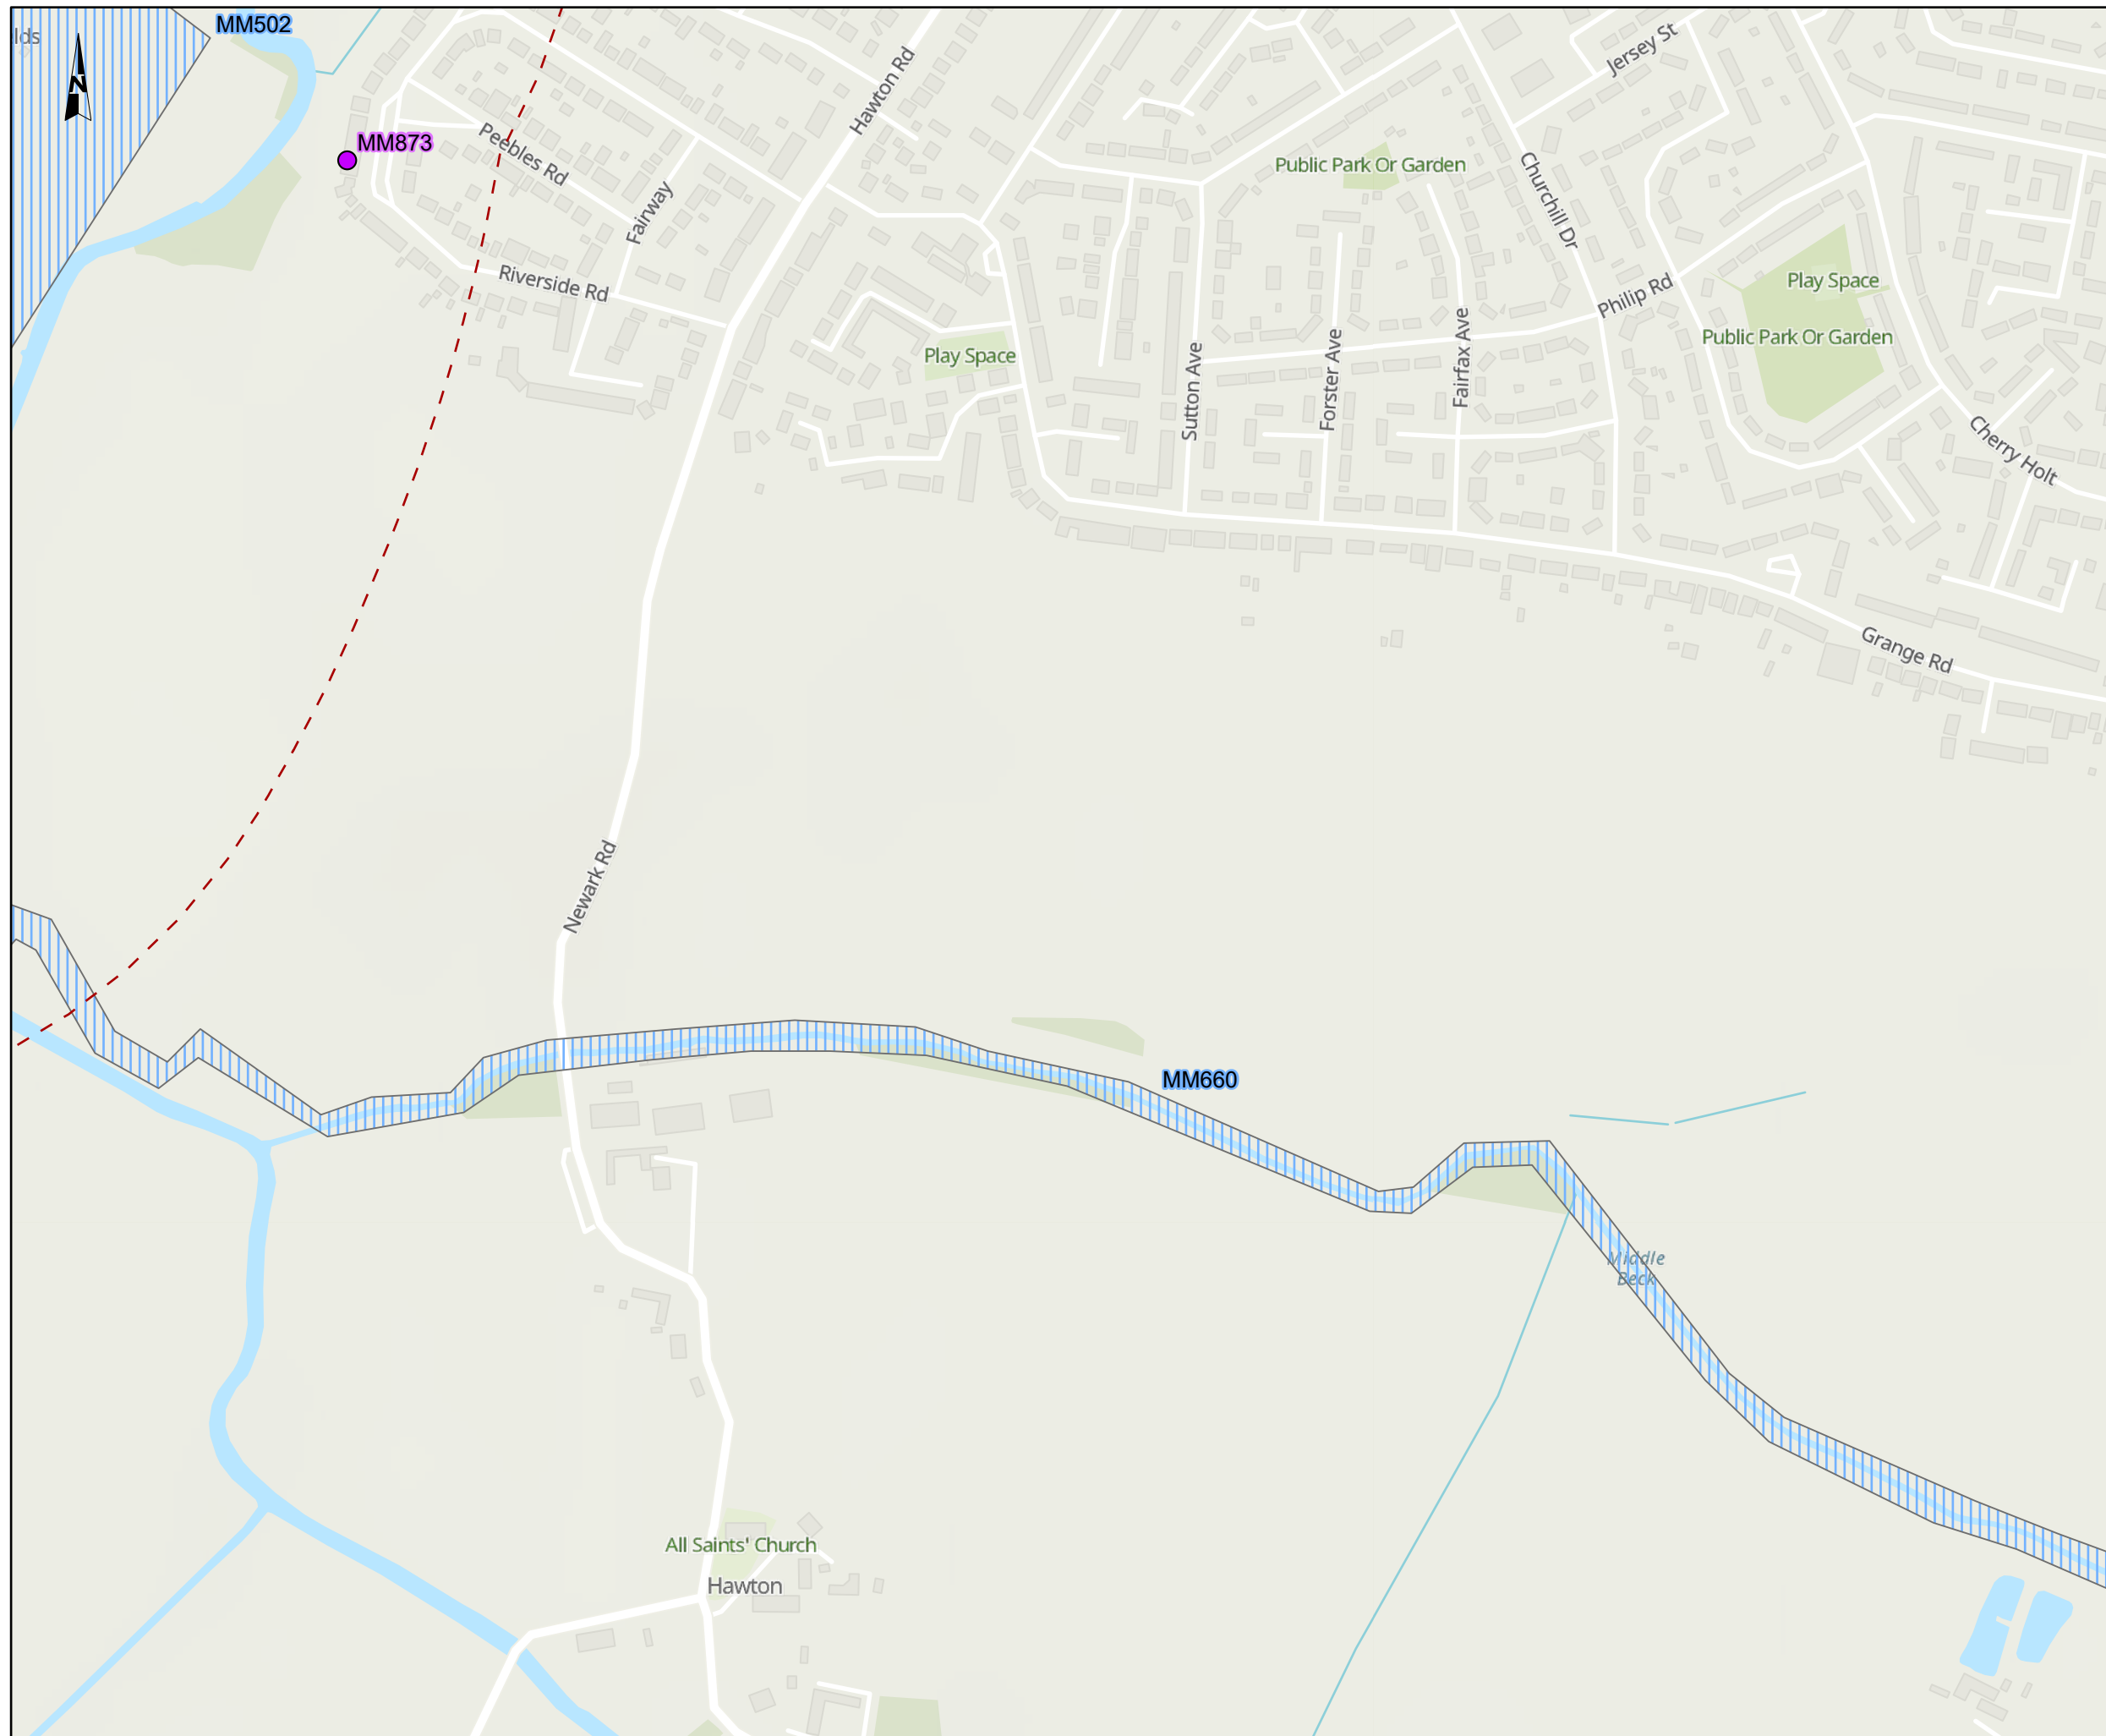 MM502
lds
N
Jersey St
Hawton Rd
MM873
Peebles Rd
Public Park Or Garden
Churchill Dr
Fairway
Riverside Rd
Philip Rd
Play Space
Public Park Or Garden
Play Space
Sutton Ave
Forster Ave
Fairfax Ave
Cherry Holt
Grange Rd
Newark Rd
MM660
Middle
Beck
All Saints' Church
Hawton